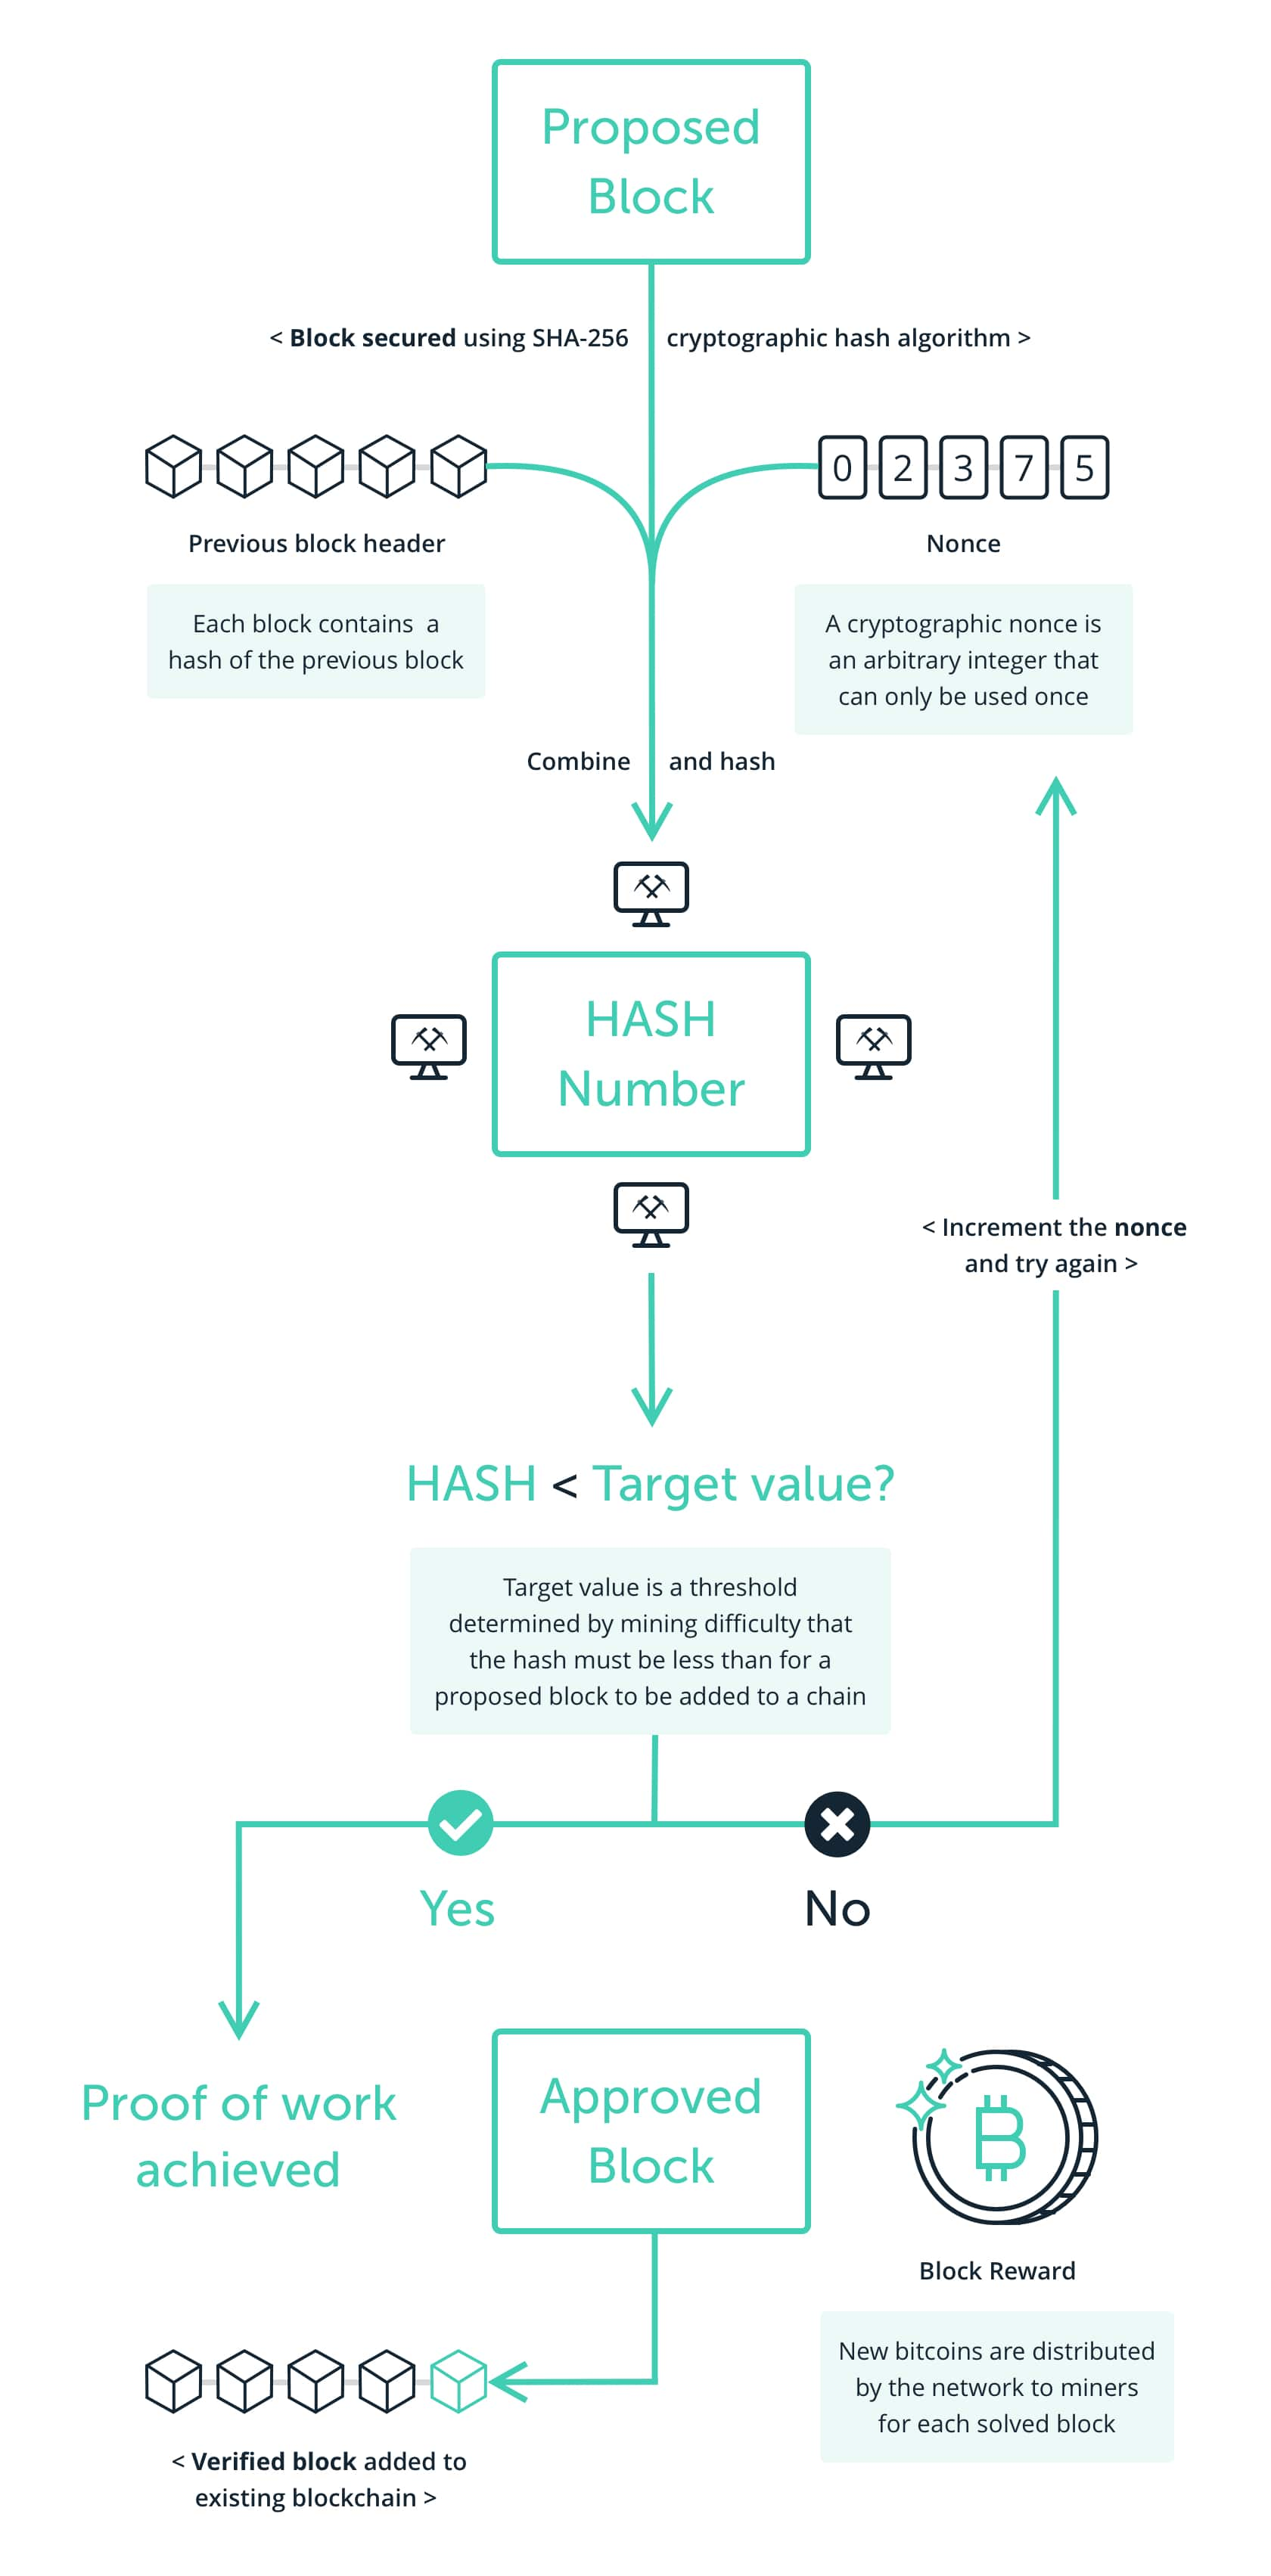 Proposed
Block
< Block secured using SHA-256 cryptographic hash algorithm >
0 2 3 7 5
Previous block header
Each block contains a
hash of the previous block
Nonce
A cryptographic nonce is
an arbitrary integer that
can only be used once
Combine and hash
HASH
Number
< Increment the nonce
and try again >
HASH < Target value?
Target value is a threshold
determined by mining difficulty that
the hash must be less than for a
proposed block to be added to a chain
Yes
No
Proof of work
achieved
Approved
Block
Block Reward
New bitcoins are distributed
by the network to miners
for each solved block
< Verified block added to
existing blockchain >